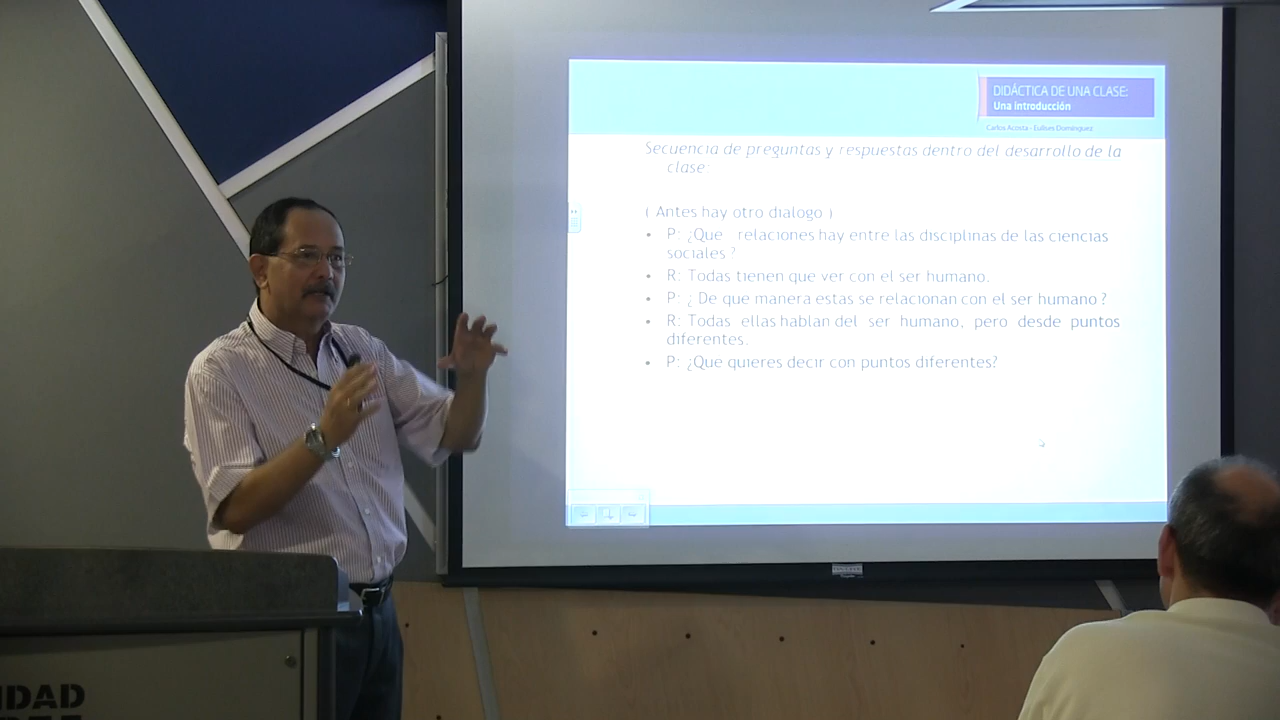 DIDÁCTICA DE UNA CLASE:
Una introducción
Carlos Acosta - Eulises Domínguez
Secuencia de preguntas y respuestas dentro del desarrollo de la
clase:
( Antes hay otro dialogo )
• P: ¿Que relaciones hay entre las disciplinas de las ciencias
sociales ?
• R: Todas tienen que ver con el ser humano.
• P: ¿ De que manera estas se relacionan con el ser humano ?
• R: Todas ellas hablan del ser humano, pero desde puntos
diferentes.
• P: ¿Que quieres decir con puntos diferentes?
IDAD